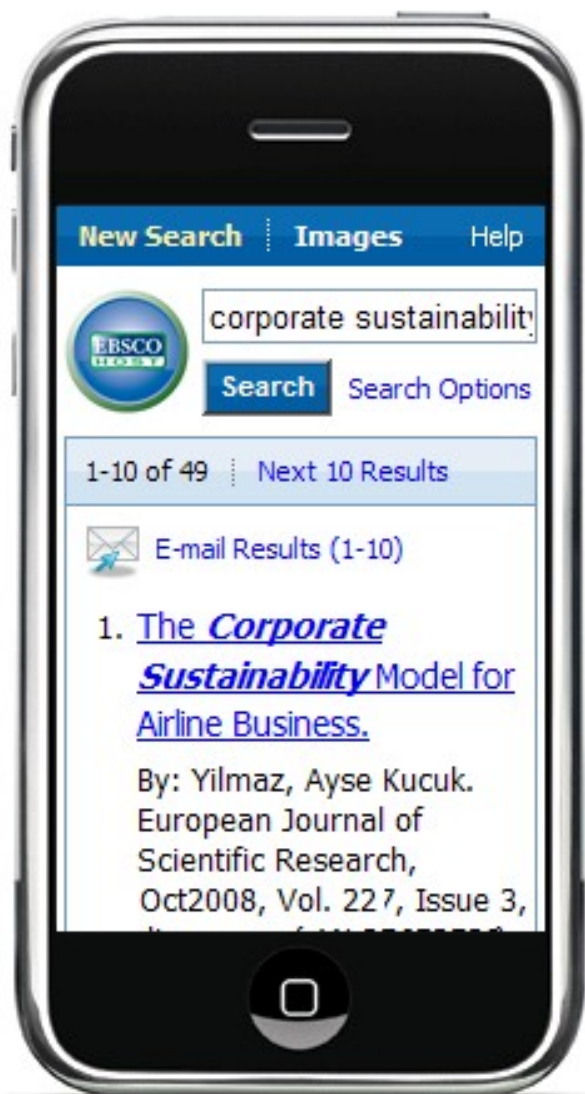 New Search Images Help
EBSCO
HOST
corporate sustainability
Search Search Options
1-10 of 49 Next 10 Results
E-mail Results (1-10)
1. The Corporate
Sustainability Model for
Airline Business.
By: Yilmaz, Ayse Kucuk.
European Journal of
Scientific Research,
Oct2008, Vol. 227, Issue 3,